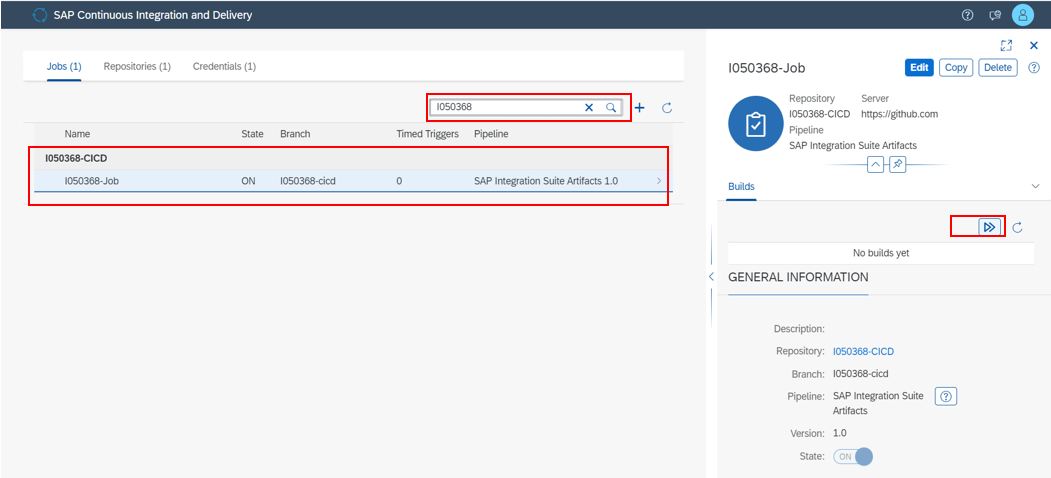 SAP Continuous Integration and Delivery
Jobs (1) Repositories (1) Credentials (1)
I050368
Name State Branch Timed Triggers Pipeline
I050368-CICD
I050368-Job ON I050368-cicd 0 SAP Integration Suite Artifacts 1.0
I050368-Job
Edit Copy Delete
Repository Server
I050368-CICD https://github.com
Pipeline
SAP Integration Suite Artifacts
Builds
No builds yet
GENERAL INFORMATION
Description:
Repository: I050368-CICD
Branch: I050368-cicd
Pipeline: SAP Integration Suite
Artifacts
Version: 1.0
State: ON